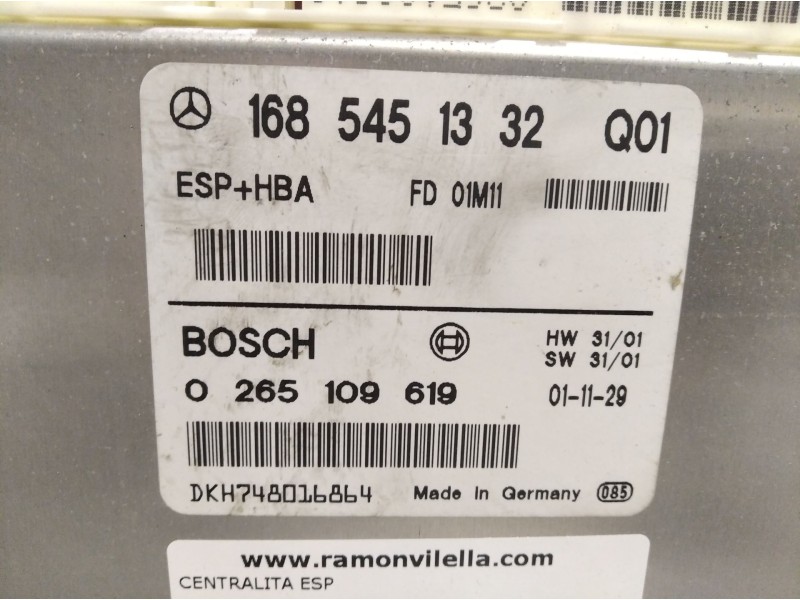 168 545 13 32 Q01
ESP+HBA FD 01M11
BOSCH HW 31/01
SW 31/01
0 265 109 619 01-11-29
DKH748016864 Made In Germany 085
www.ramonvilella.com
CENTRALITA ESP